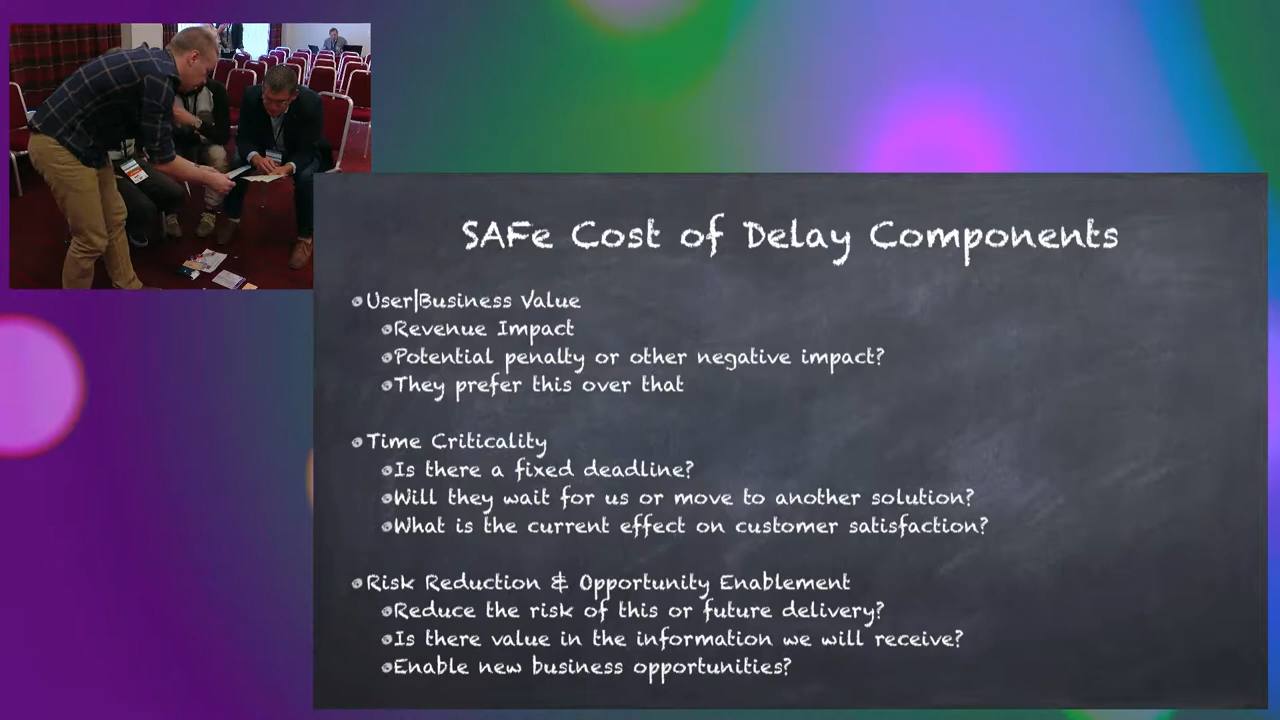 SAFe Cost of Delay Components
User|Business Value
Revenue Impact
Potential penalty or other negative impact?
They prefer this over that
Time Criticality
Is there a fixed deadline?
Will they wait for us or move to another solution?
What is the current effect on customer satisfaction?
Risk Reduction & Opportunity Enablement
Reduce the risk of this or future delivery?
Is there value in the information we will receive?
Enable new business opportunities?